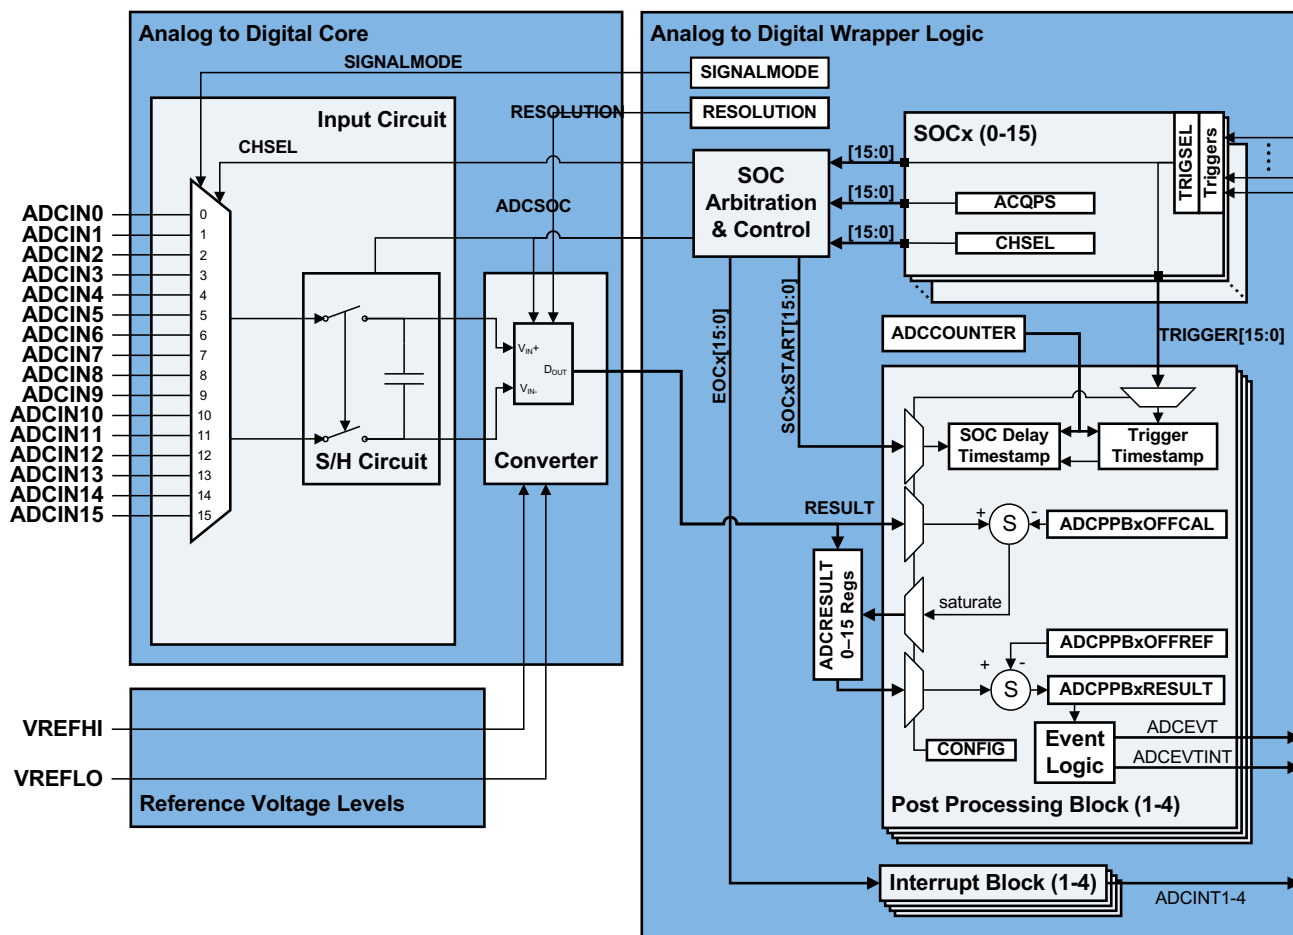 Analog to Digital Core
SIGNALMODE
RESOLUTION
Input Circuit
CHSEL
ADCSOC
ADCIN0
ADCIN1
ADCIN2
ADCIN3
ADCIN4
ADCIN5
ADCIN6
ADCIN7
ADCIN8
ADCIN9
ADCIN10
ADCIN11
ADCIN12
ADCIN13
ADCIN14
ADCIN15
0
1
2
3
4
5
6
7
8
9
10
11
12
13
14
15
S/H Circuit
VIN+
DOUT
VIN-
Converter
VREFHI
VREFLO
Reference Voltage Levels
Analog to Digital Wrapper Logic
SIGNALMODE
RESOLUTION
SOC
Arbitration
& Control
[15:0]
[15:0]
[15:0]
SOCx (0-15)
TRIGSEL
Triggers
ACQPS
CHSEL
EOCx[15:0]
SOCxSTART[15:0]
ADCCOUNTER
TRIGGER[15:0]
SOC Delay
Timestamp
Trigger
Timestamp
RESULT
+
S
-
ADCPPBxOFFCAL
saturate
ADCRESULT
0–15 Regs
ADCPPBxOFFREF
+
-
S
ADCPPBxRESULT
CONFIG
Event
Logic
ADCEVT
ADCEVTINT
Post Processing Block (1-4)
Interrupt Block (1-4)
ADCINT1-4